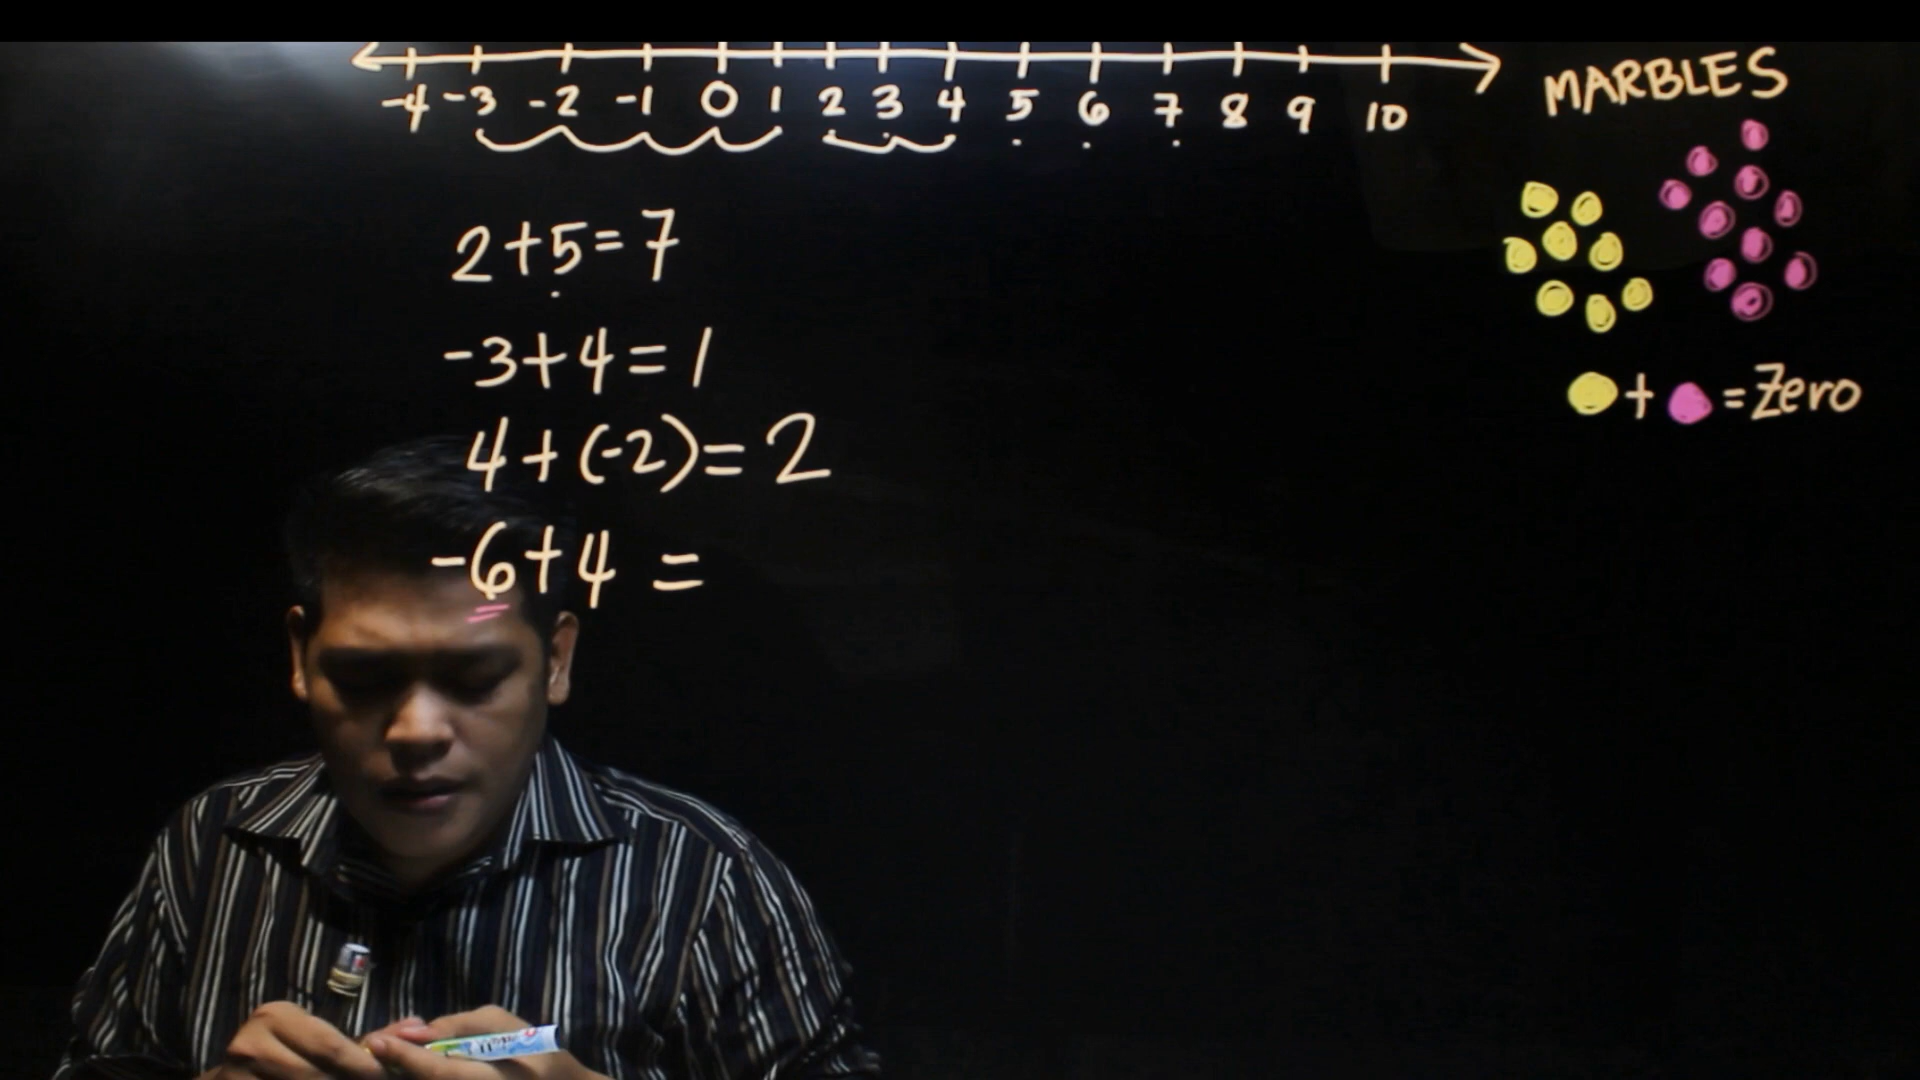 -4 -3 -2 -1 0 1 2 3 4 5 6 7 8 9 10
MARBLES
2+5=7
-3+4=1
4+(-2)=2
-6+4 =
+ = Zero